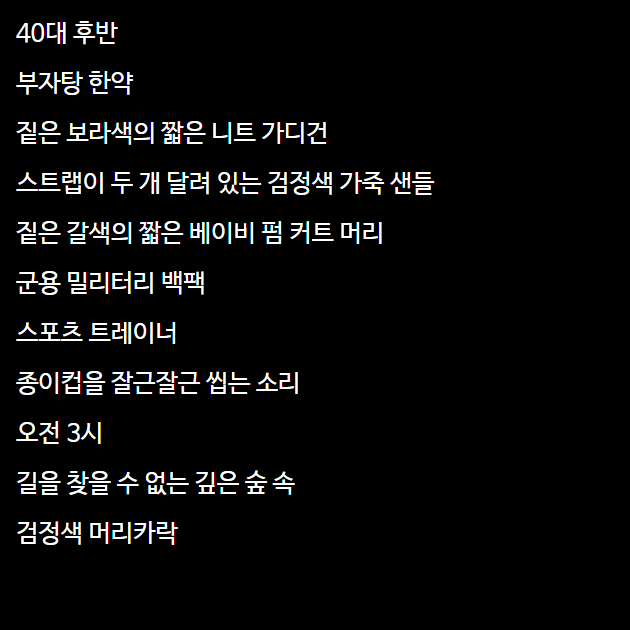 40대 후반
부자탕 한약
짙은 보라색의 짧은 니트 가디건
스트랩이 두 개 달려 있는 검정색 가죽 샌들
짙은 갈색의 짧은 베이비 펌 커트 머리
군용 밀리터리 백팩
스포츠 트레이너
종이컵을 잘근잘근 씹는 소리
오전 3시
길을 찾을 수 없는 깊은 숲 속
검정색 머리카락